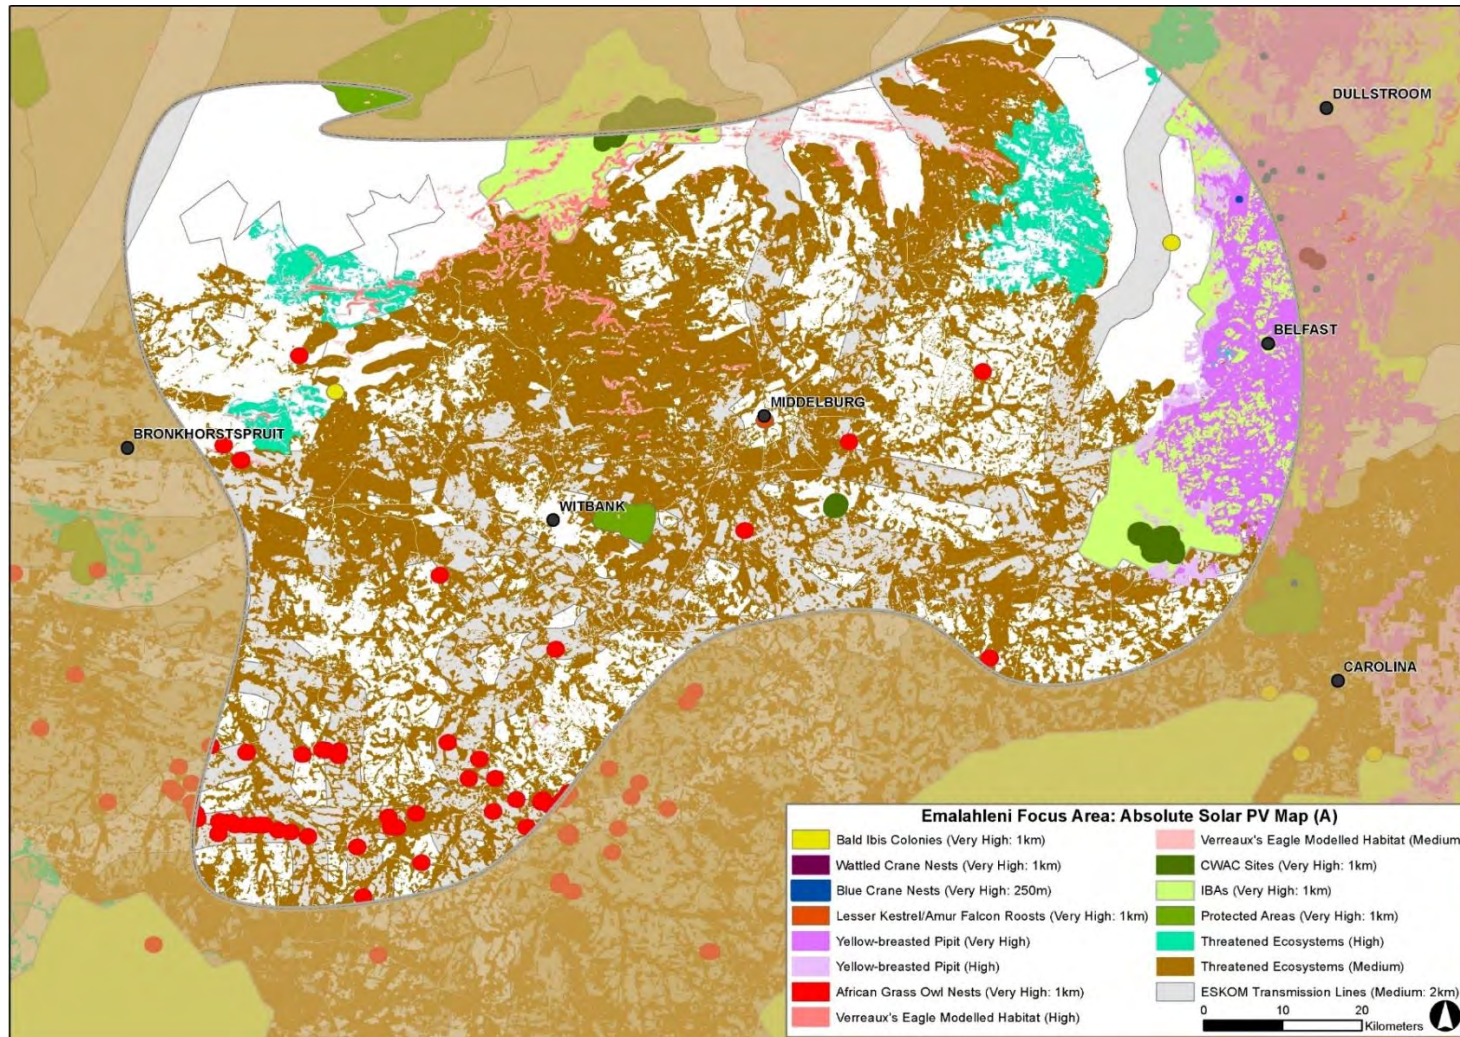 DULLSTROOM
BELFAST
MIDDELBURG
BRONKHORSTSPRUIT
WITBANK
CAROLINA
Emalahleni Focus Area: Absolute Solar PV Map (A)
Bald Ibis Colonies (Very High: 1km)
Wattled Crane Nests (Very High: 1km)
Blue Crane Nests (Very High: 250m)
Lesser Kestrel/Amur Falcon Roosts (Very High: 1km)
Yellow-breasted Pipit (Very High)
Yellow-breasted Pipit (High)
African Grass Owl Nests (Very High: 1km)
Verreaux's Eagle Modelled Habitat (High)
Verreaux's Eagle Modelled Habitat (Medium
CWAC Sites (Very High: 1km)
IBAs (Very High: 1km)
Protected Areas (Very High: 1km)
Threatened Ecosystems (High)
Threatened Ecosystems (Medium)
ESKOM Transmission Lines (Medium: 2km)
0 10 20
Kilometers